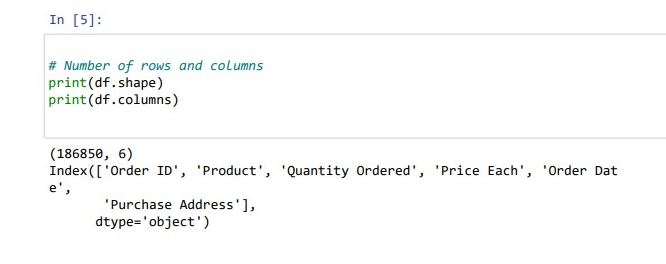 In [5]:
# Number of rows and columns
print(df.shape)
print(df.columns)
(186850, 6)
Index(['Order ID', 'Product', 'Quantity Ordered', 'Price Each', 'Order Dat
e',
'Purchase Address'],
dtype='object')